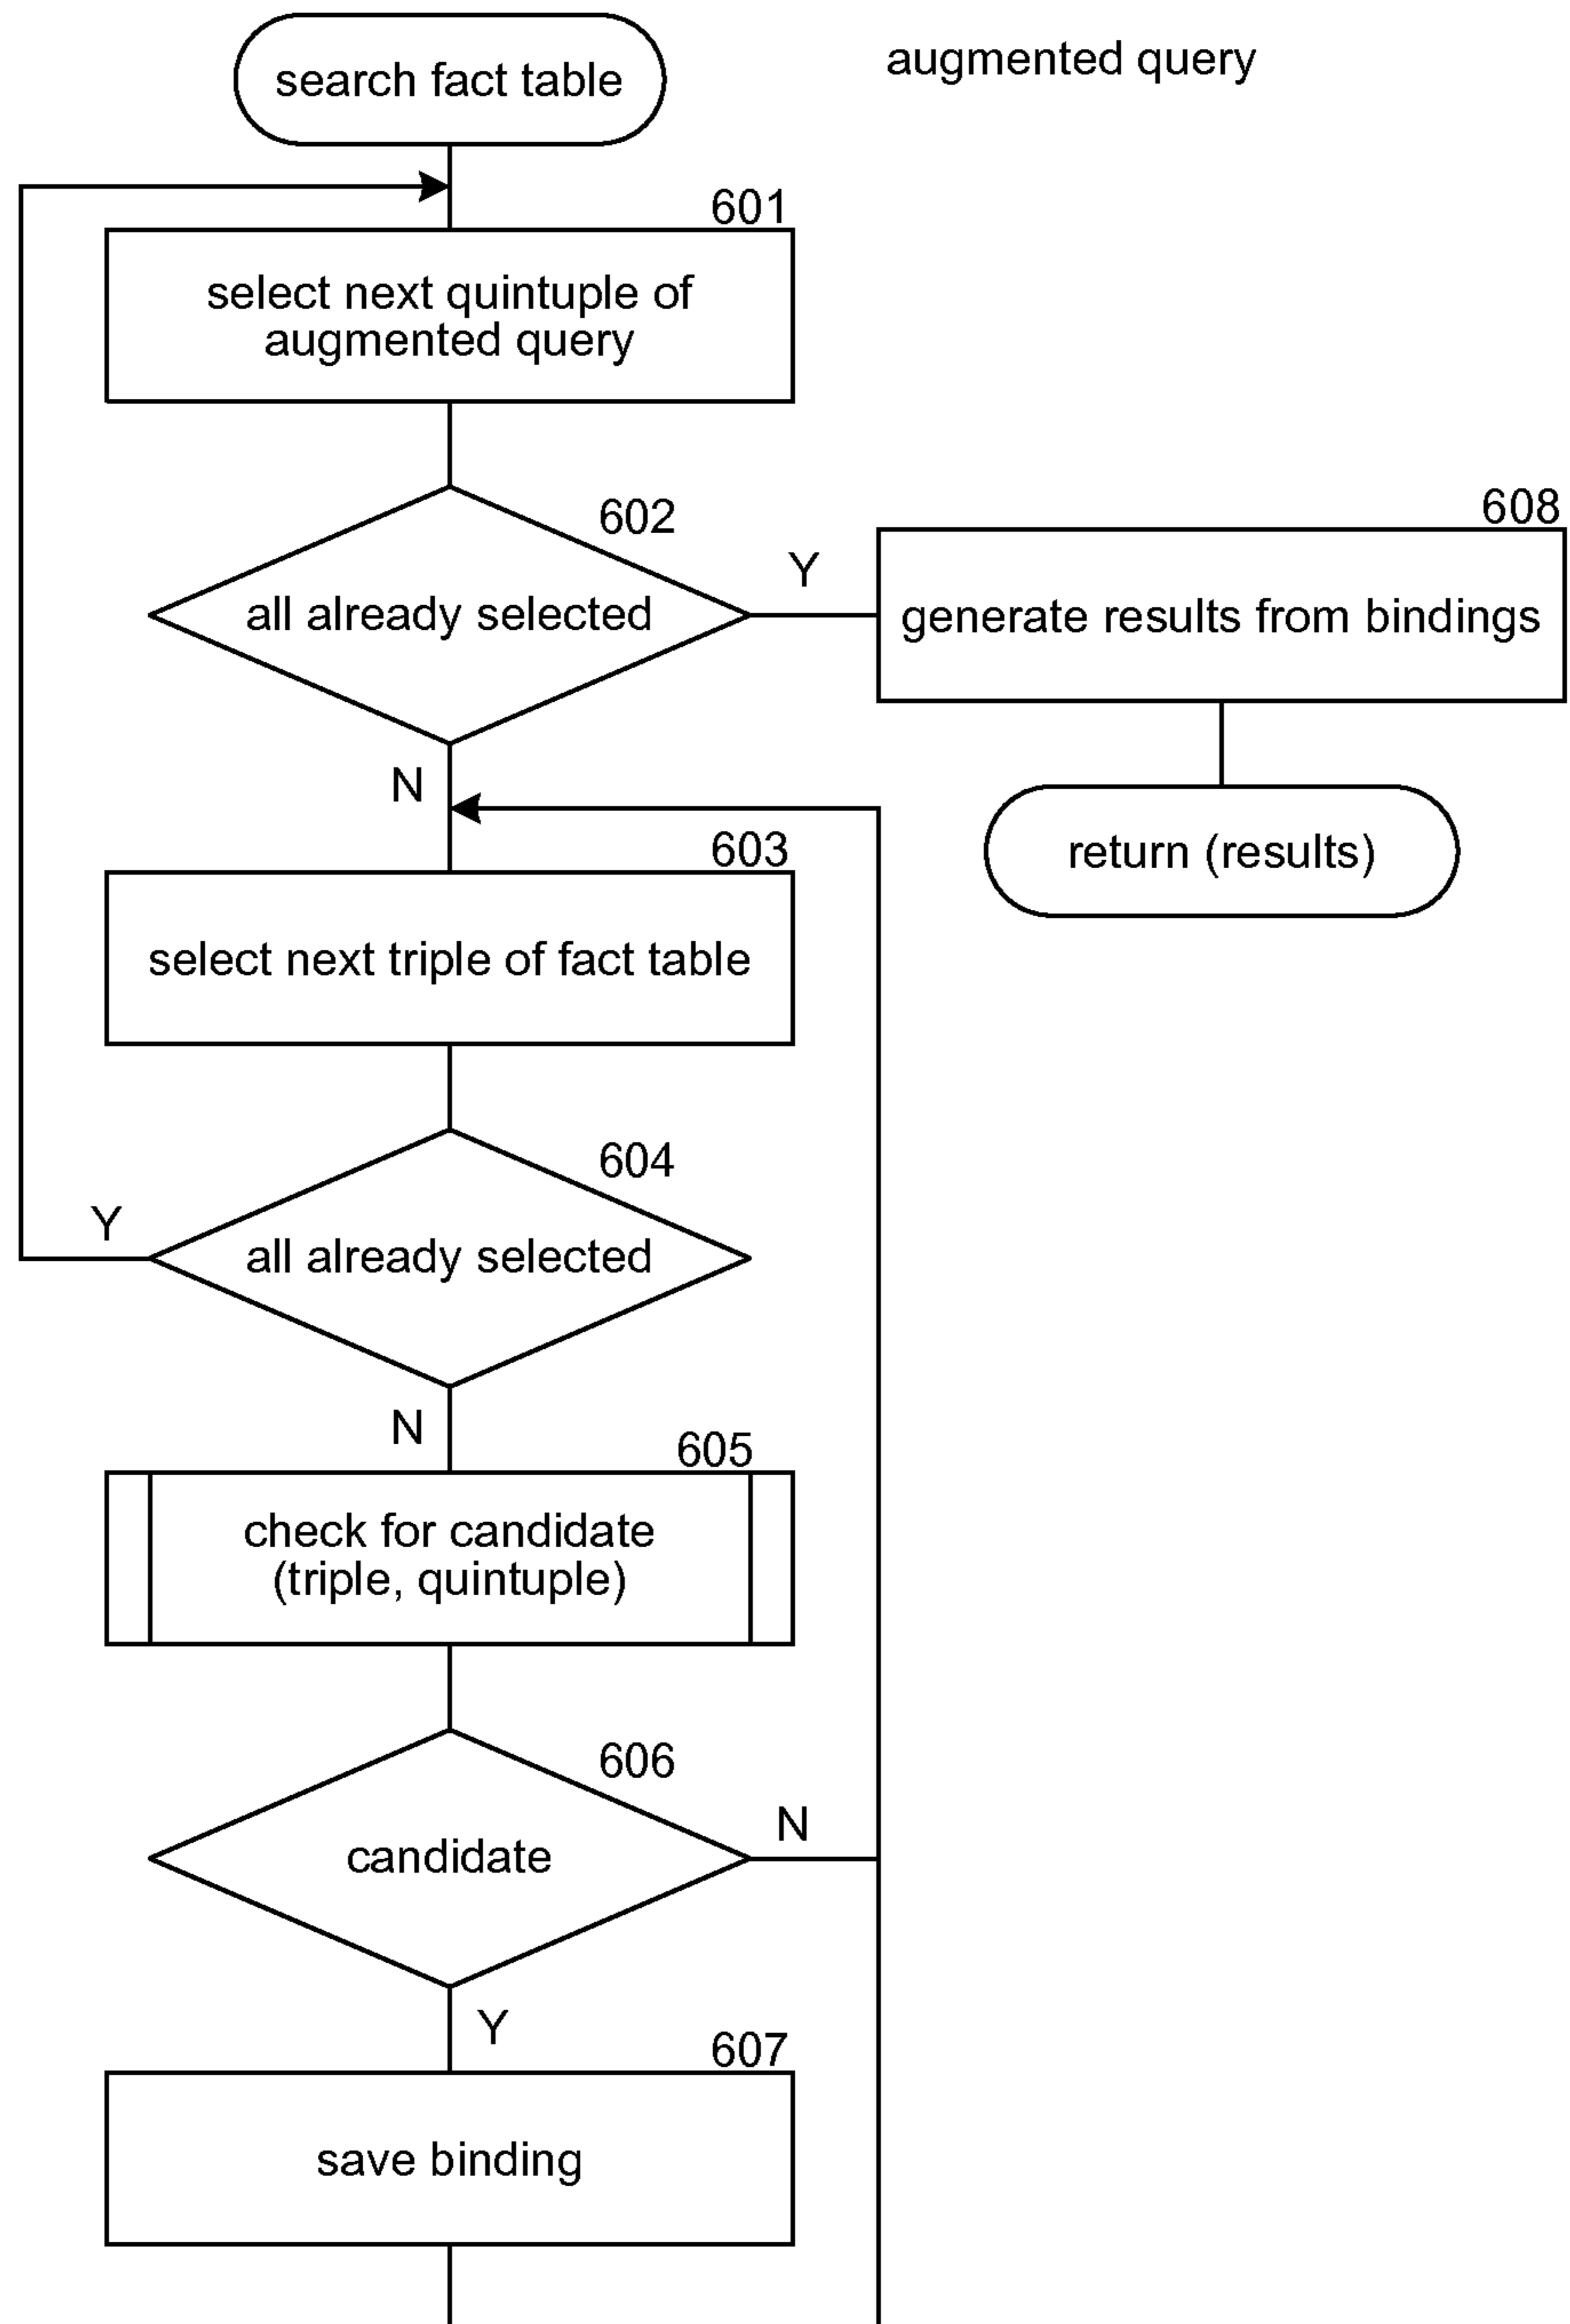 search fact table
augmented query
601
select next quintuple of
augmented query
602
all already selected
Y
608
generate results from bindings
N
return (results)
603
select next triple of fact table
604
all already selected
Y
N
605
check for candidate
(triple, quintuple)
606
candidate
N
Y
607
save binding